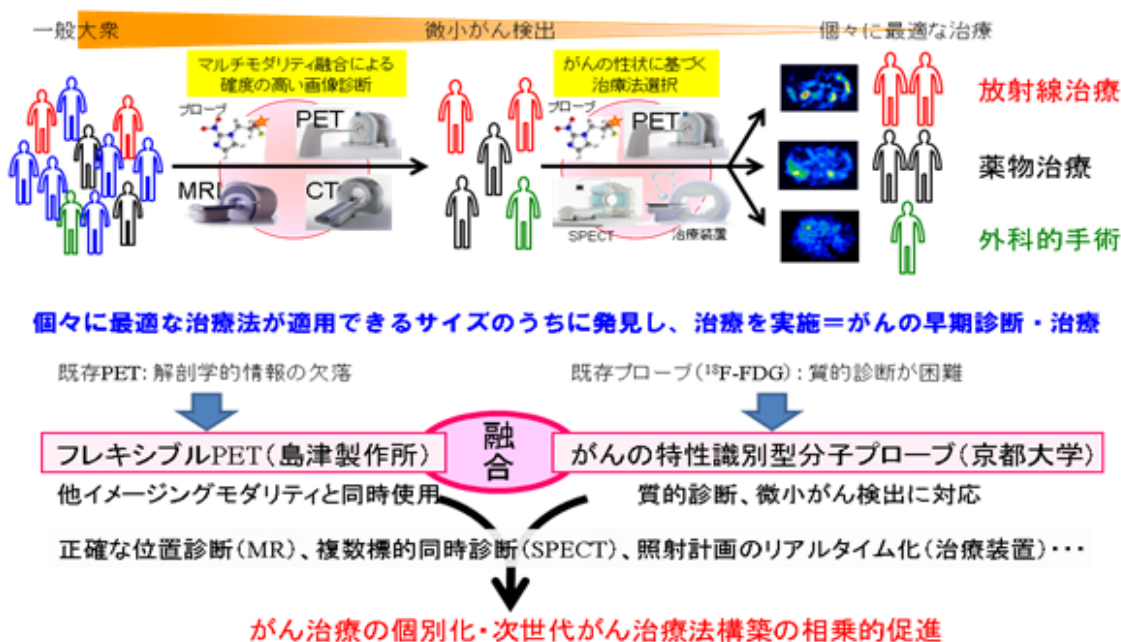 一般大衆
微小がん検出
個々に最適な治療
マルチモダリティ融合による
確度の高い画像診断
プローブ
PET
MRI
CT
がんの性状に基づく
治療法選択
プローブ
PET
SPECT
治療装置
放射線治療
薬物治療
外科的手術
個々に最適な治療法が適用できるサイズのうちに発見し、治療を実施＝がんの早期診断・治療
既存PET：解剖学的情報の欠落
既存プローブ(¹⁸F-FDG)：質的診断が困難
フレキシブルPET（島津製作所）
融合
がんの特性識別型分子プローブ（京都大学）
他イメージングモダリティと同時使用
質的診断、微小がん検出に対応
正確な位置診断（MR）、複数標的同時診断（SPECT）、照射計画のリアルタイム化（治療装置）・・・
がん治療の個別化・次世代がん治療法構築の相乗的促進